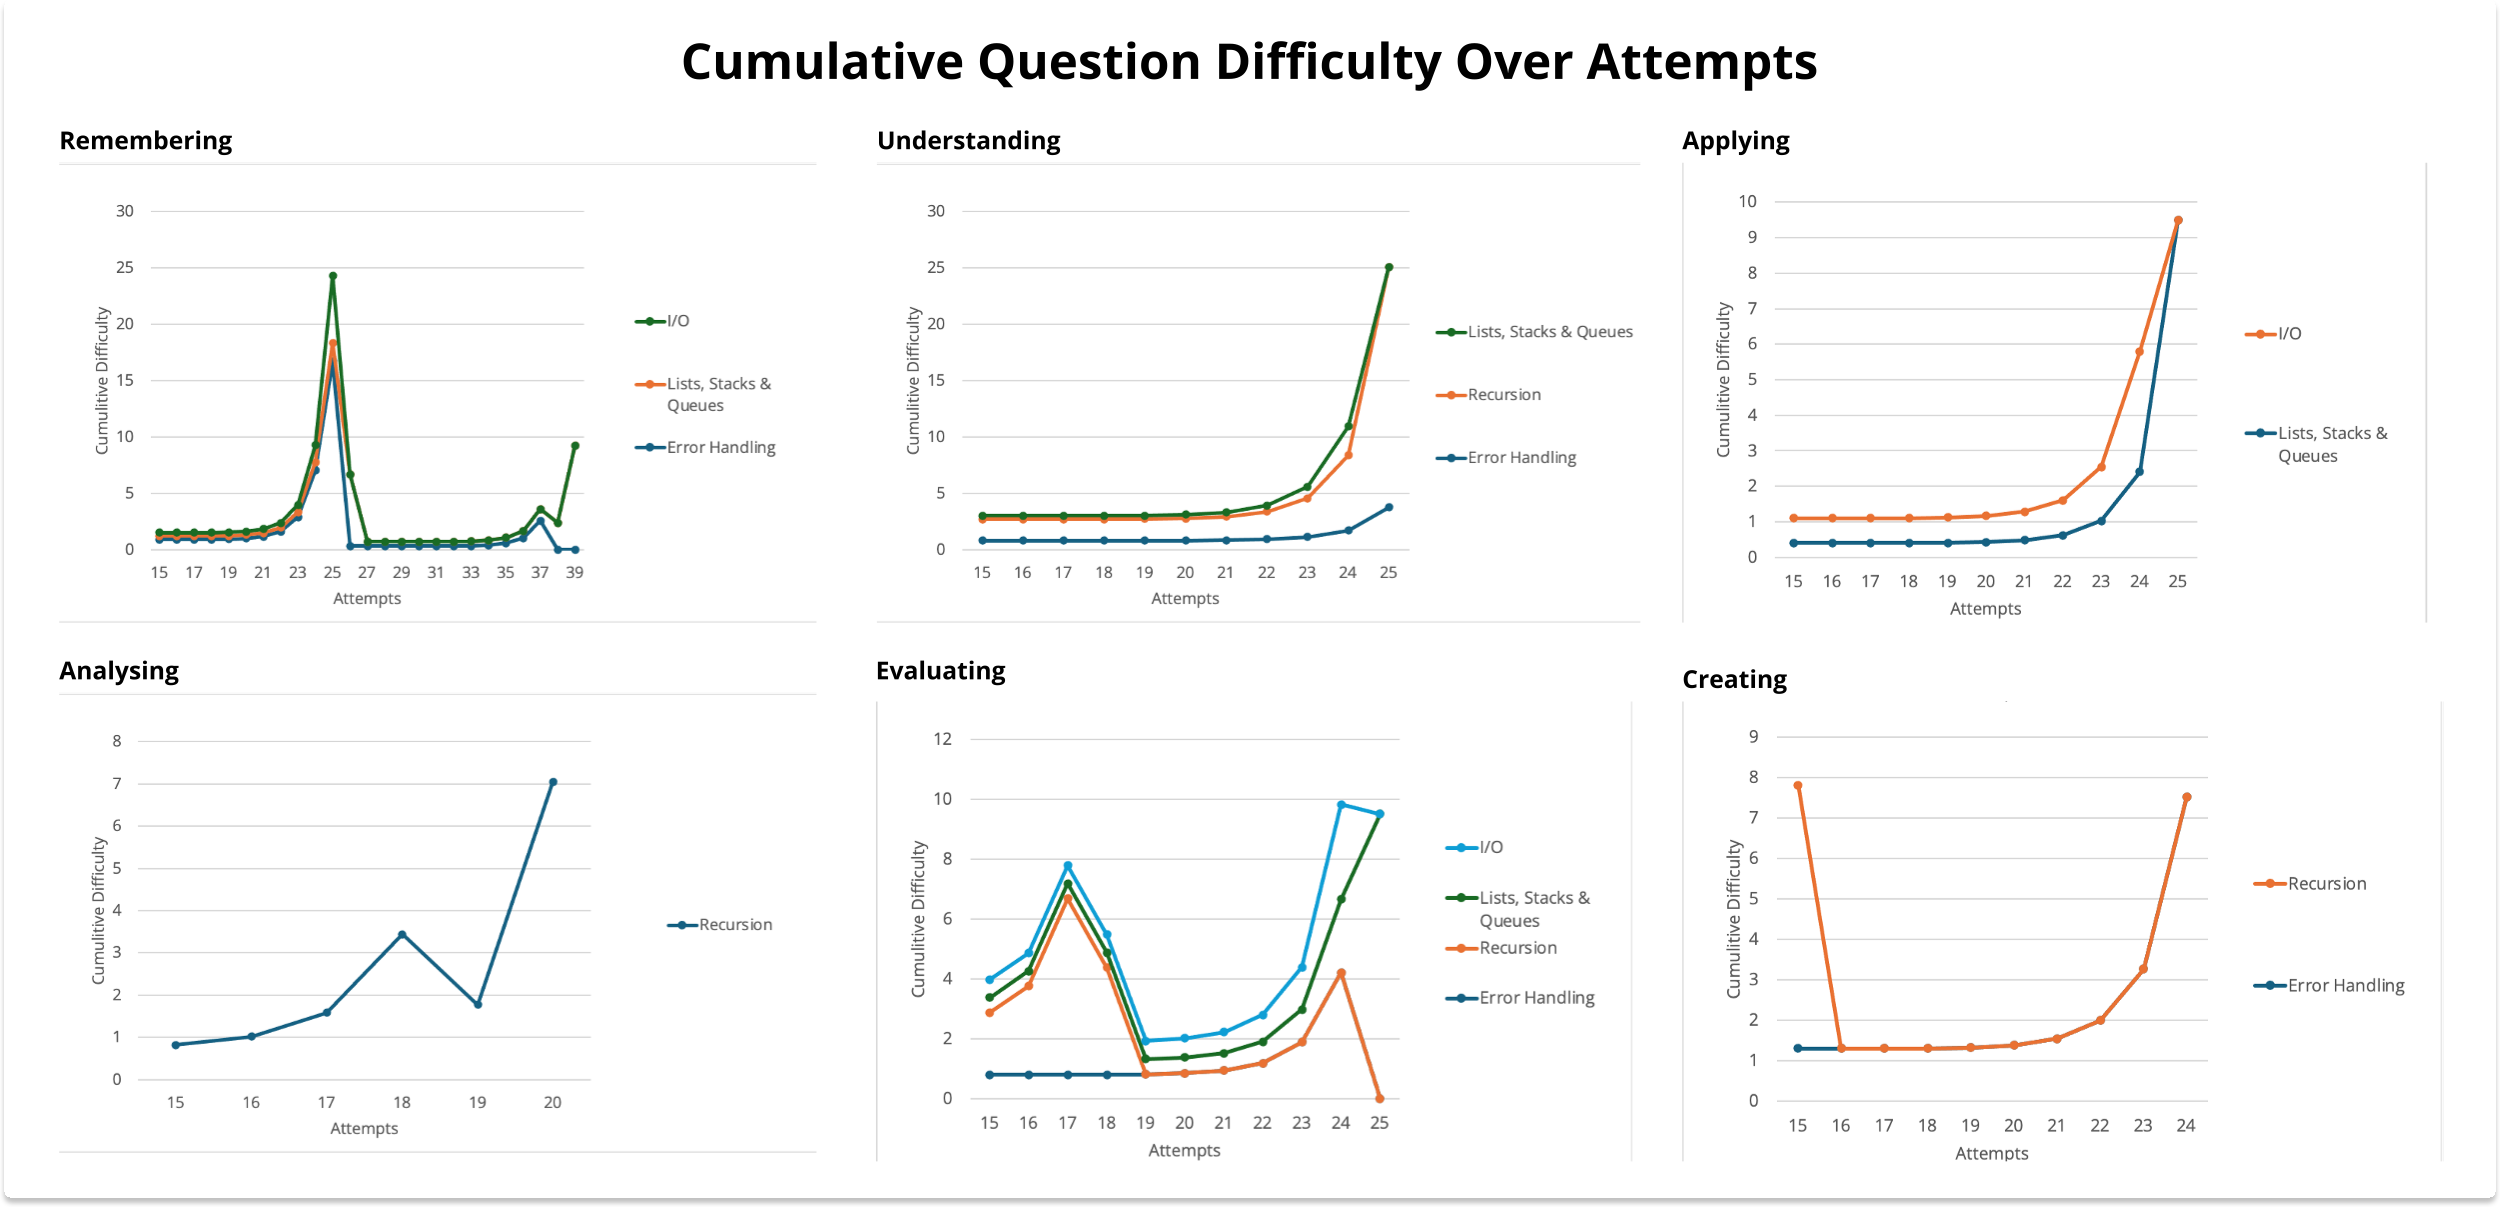 Cumulative Question Difficulty Over Attempts
Remembering
30
25
20
15
10
5
0
Cumulitive Difficulty
15 17 19 21 23 25 27 29 31 33 35 37 39
Attempts
I/O
Lists, Stacks &
Queues
Error Handling
Understanding
30
25
20
15
10
5
0
Cumulitive Difficulty
15 16 17 18 19 20 21 22 23 24 25
Attempts
Lists, Stacks & Queues
Recursion
Error Handling
Applying
10
9
8
7
6
5
4
3
2
1
0
Cumulitive Difficulty
15 16 17 18 19 20 21 22 23 24 25
Attempts
I/O
Lists, Stacks &
Queues
Analysing
8
7
6
5
4
3
2
1
0
Cumulitive Difficulty
15 16 17 18 19 20
Attempts
Recursion
Evaluating
12
10
8
6
4
2
0
Cumulitive Difficulty
15 16 17 18 19 20 21 22 23 24 25
Attempts
I/O
Lists, Stacks &
Queues
Recursion
Error Handling
Creating
9
8
7
6
5
4
3
2
1
0
Cumulitive Difficulty
15 16 17 18 19 20 21 22 23 24
Attempts
Recursion
Error Handling